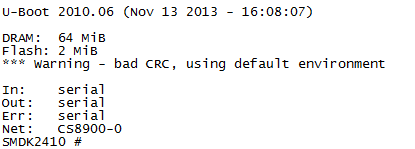 U-Boot 2010.06 (Nov 13 2013 - 16:08:07)
DRAM:  64 MiB
Flash: 2 MiB
*** Warning - bad CRC, using default environment
In:    serial
Out:   serial
Err:   serial
Net:   CS8900-0
SMDK2410 #